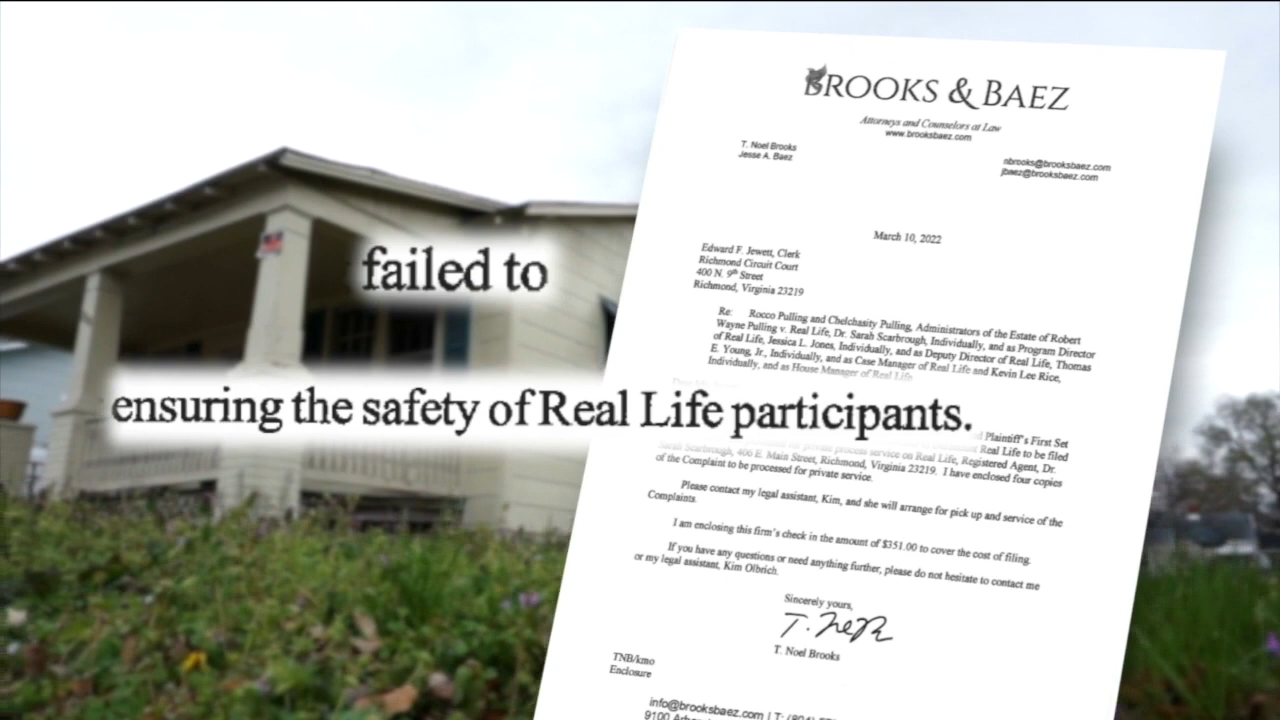 BROOKS & BAEZ
Attorneys and Counselors at Law
www.brooksbaez.com
T. Noel Brooks
Jesse A. Baez
nbrooks@brooksbaez.com
jbaez@brooksbaez.com
March 10, 2022
Edward F. Jewett, Clerk
Richmond Circuit Court
400 N. 9th Street
Richmond, Virginia 23219
Re: Rocco Pulling and Chelchasity Pulling, Administrators of the Estate of Robert
Wayne Pulling v. Real Life, Dr. Sarah Scarbrough, Individually, and as Program Director
of Real Life, Jessica L. Jones, Individually, and as Deputy Director of Real Life, Thomas
E. Young, Jr., Individually, and as Case Manager of Real Life and Kevin Lee Rice,
Individually, and as House Manager of Real Life
failed to
ensuring the safety of Real Life participants.
Plaintiff's First Set
Real Life to be filed
Sarah Scarbrough, 406 E. Main Street, Richmond, Virginia 23219. I have enclosed four copies
of the Complaint to be processed for private service.
Please contact my legal assistant, Kim, and she will arrange for pick up and service of the
Complaints.
I am enclosing this firm's check in the amount of $351.00 to cover the cost of filing.
If you have any questions or need anything further, please do not hesitate to contact me
or my legal assistant, Kim Olbrich.
Sincerely yours,
T. Noel Brooks
TNB/kmo
Enclosure
info@brooksbaez.com | T:
9100